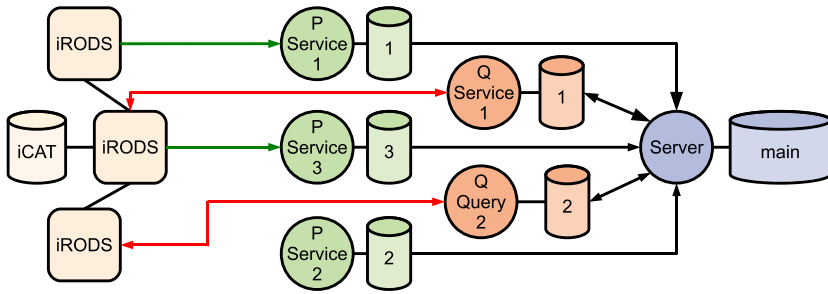 iRODS
P
Service
1
1
Q
Service
1
1
iCAT
iRODS
P
Service
3
3
Server
main
Q
Query
2
2
iRODS
P
Service
2
2